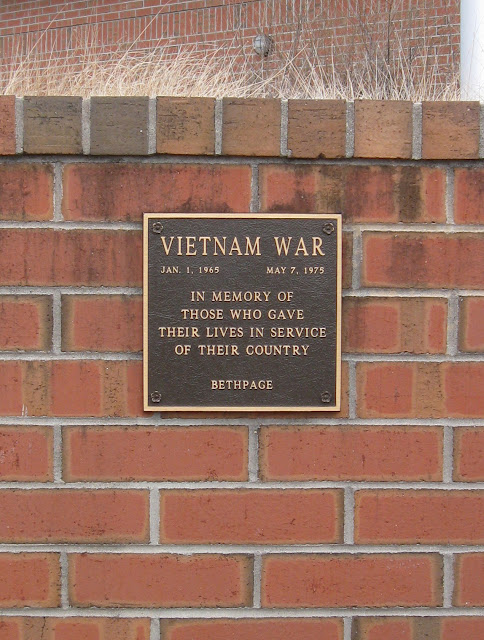 VIETNAM WAR
JAN. 1, 1965 MAY 7, 1975
IN MEMORY OF
THOSE WHO GAVE
THEIR LIVES IN SERVICE
OF THEIR COUNTRY
BETHPAGE